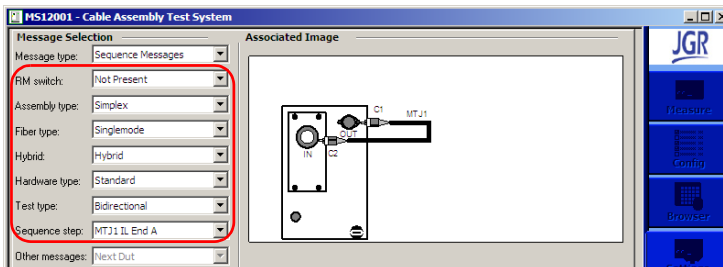 MS12001 - Cable Assembly Test System
Message Selection
Associated Image
JGR
Message type: Sequence Messages
RM switch: Not Present
Assembly type: Simplex
Fiber type: Singlemode
Hybrid: Hybrid
Hardware type: Standard
Test type: Bidirectional
Sequence step: MTJ1 IL End A
Other messages: Next Dut
C1
MTJ1
OUT
IN
C2
Measure
Config
Browser